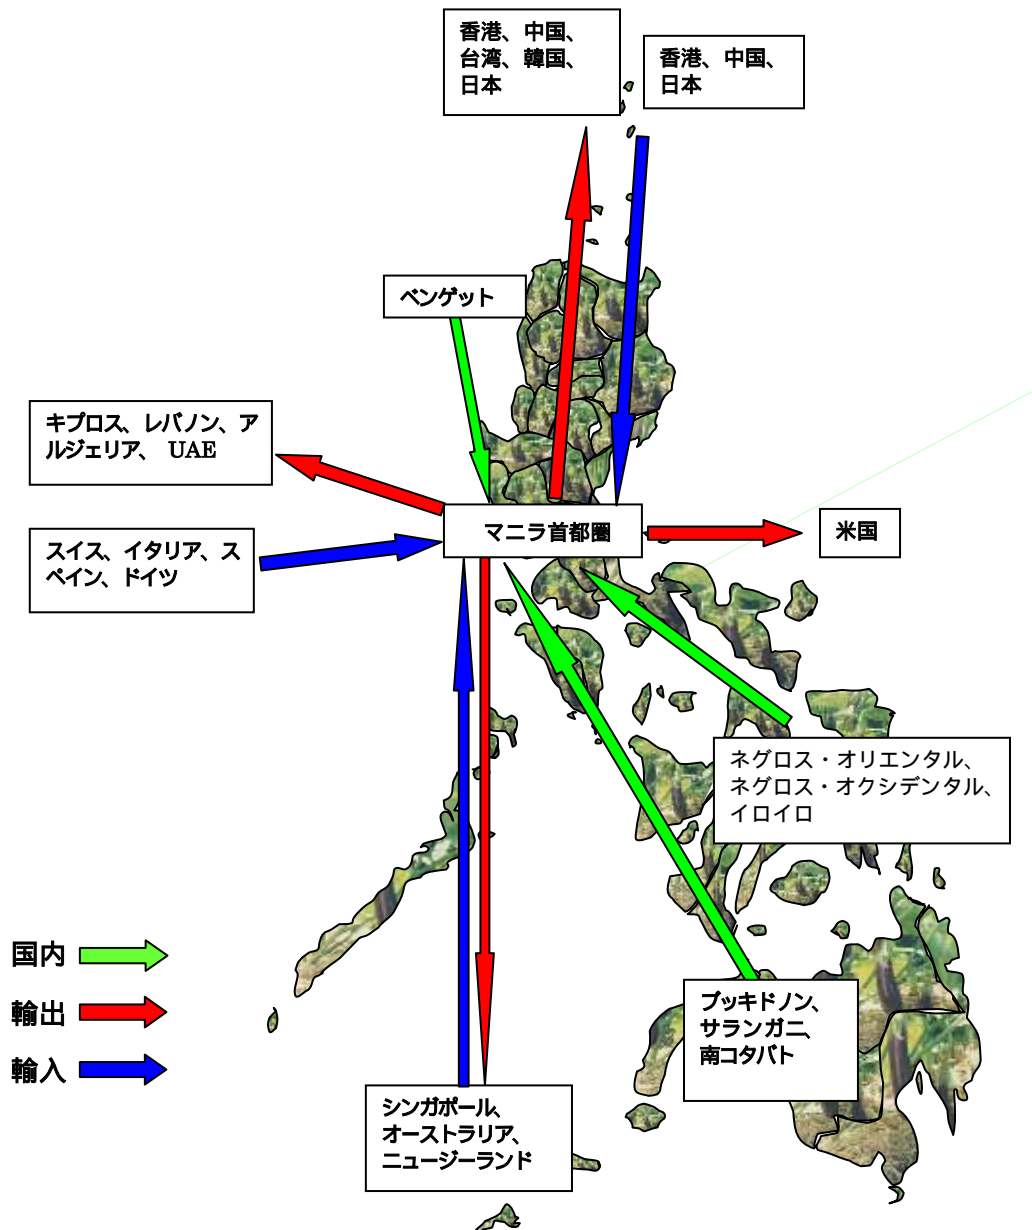 香港、中国、
台湾、韓国、
日本
香港、中国、
日本
ベンゲット
キプロス、レバノン、ア
ルジェリア、 UAE
マニラ首都圏
米国
スイス、イタリア、ス
ペイン、ドイツ
ネグロス・オリエンタル、
ネグロス・オクシデンタル、
イロイロ
国内
輸出
輸入
ブッキドノン、
サランガニ、
南コタバト
シンガポール、
オーストラリア、
ニュージーランド